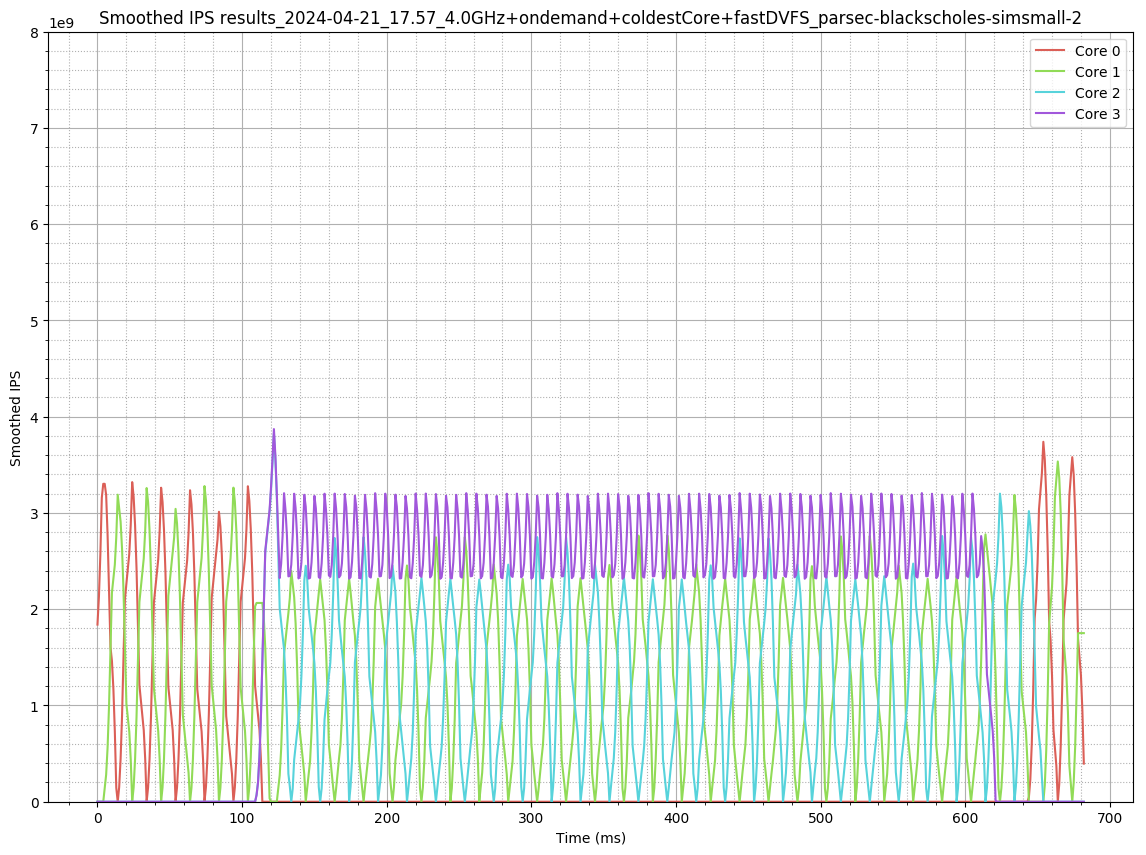 Smoothed IPS results_2024-04-21_17.57_4.0GHz+ondemand+coldestCore+fastDVFS_parsec-blackscholes-simsmall-2
1e9
Core 0
Core 1
Core 2
Core 3
8
7
6
5
4
3
2
1
0
Smoothed IPS
0 100 200 300 400 500 600 700
Time (ms)